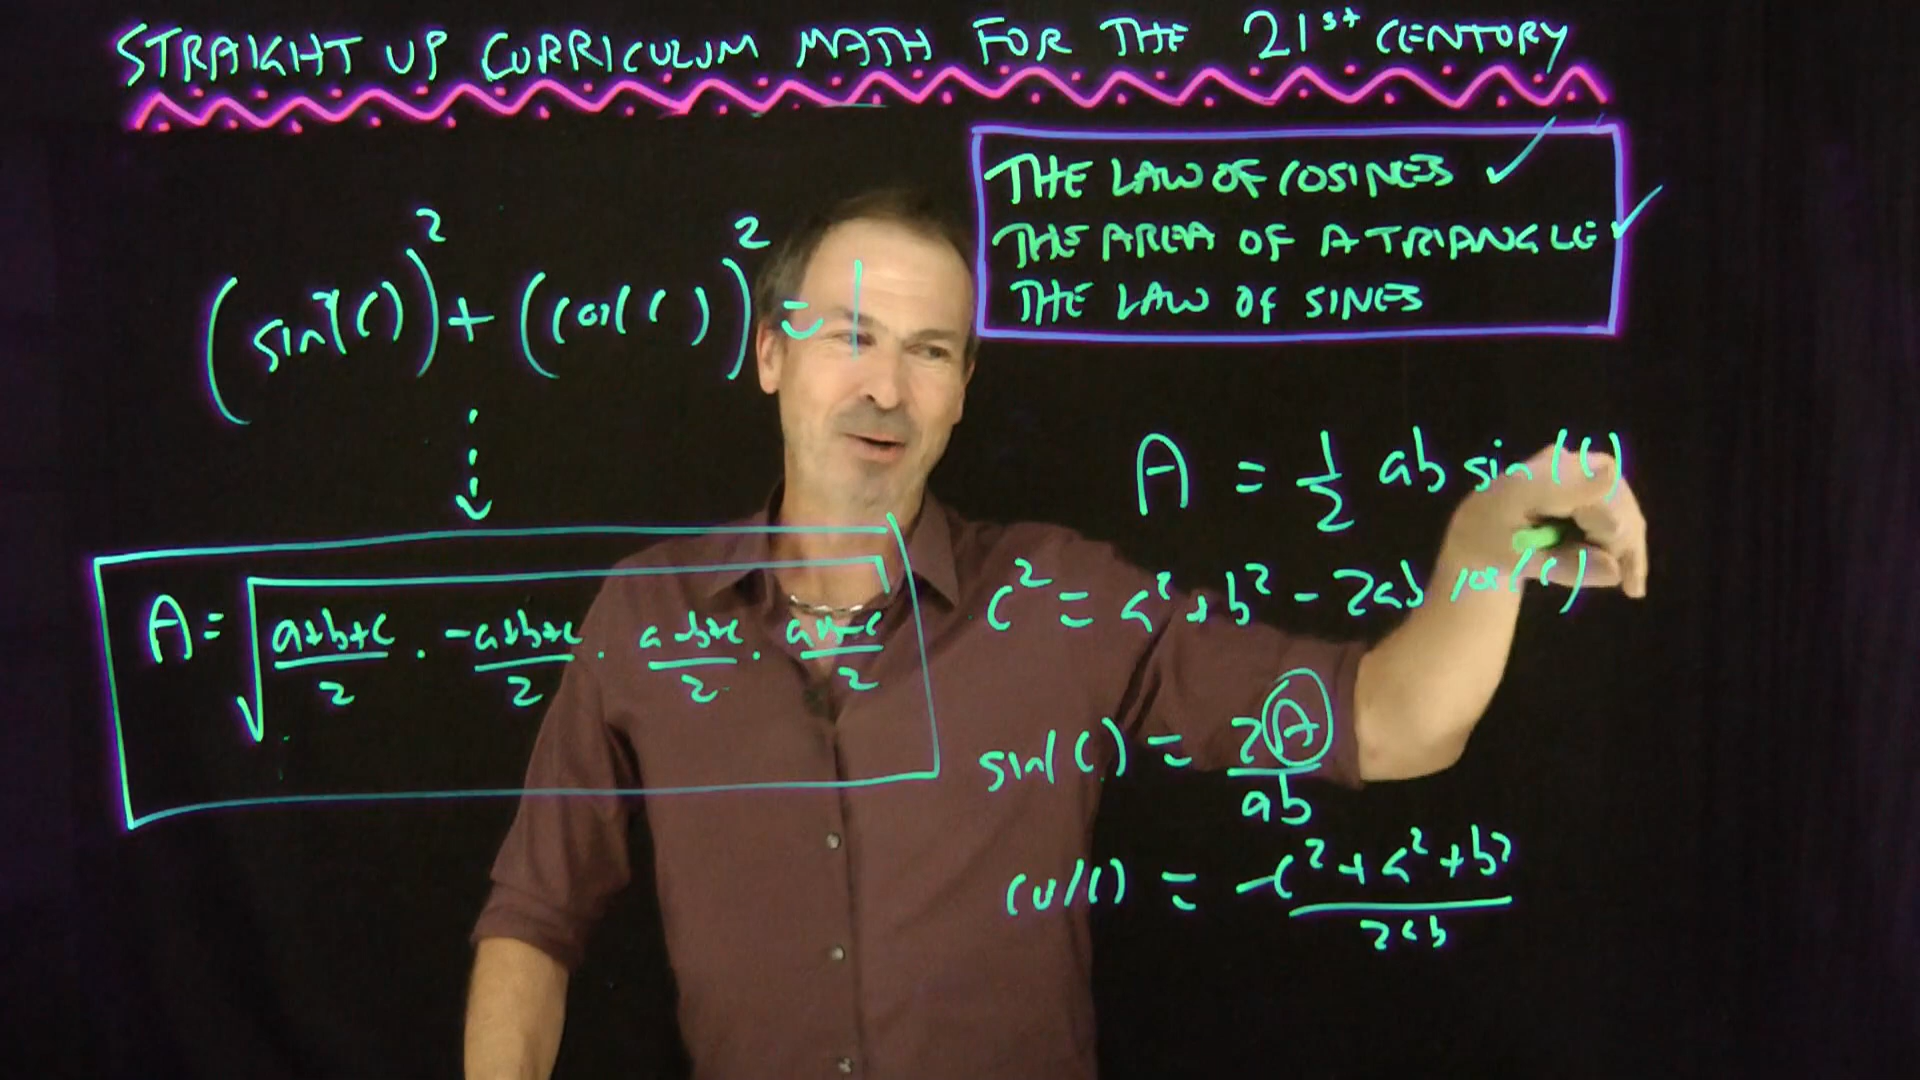 STRAIGHT UP CURRICULUM MATH FOR THE 21st CENTORY
THE LAW OF COSINES ✓
THE AREA OF A TRIANGLE ✓
THE LAW OF SINES
(sin(C))² + (cos(C))² = 1
A = 1/2 ab sin(C)
c² = a² + b² - 2ab cos(C)
A = √(a+b+c/2 · -a+b+c/2 · a-b+c/2 · a+b-c/2)
sin(C) = 2A/ab
cos(C) = -c² + a² + b²/2ab